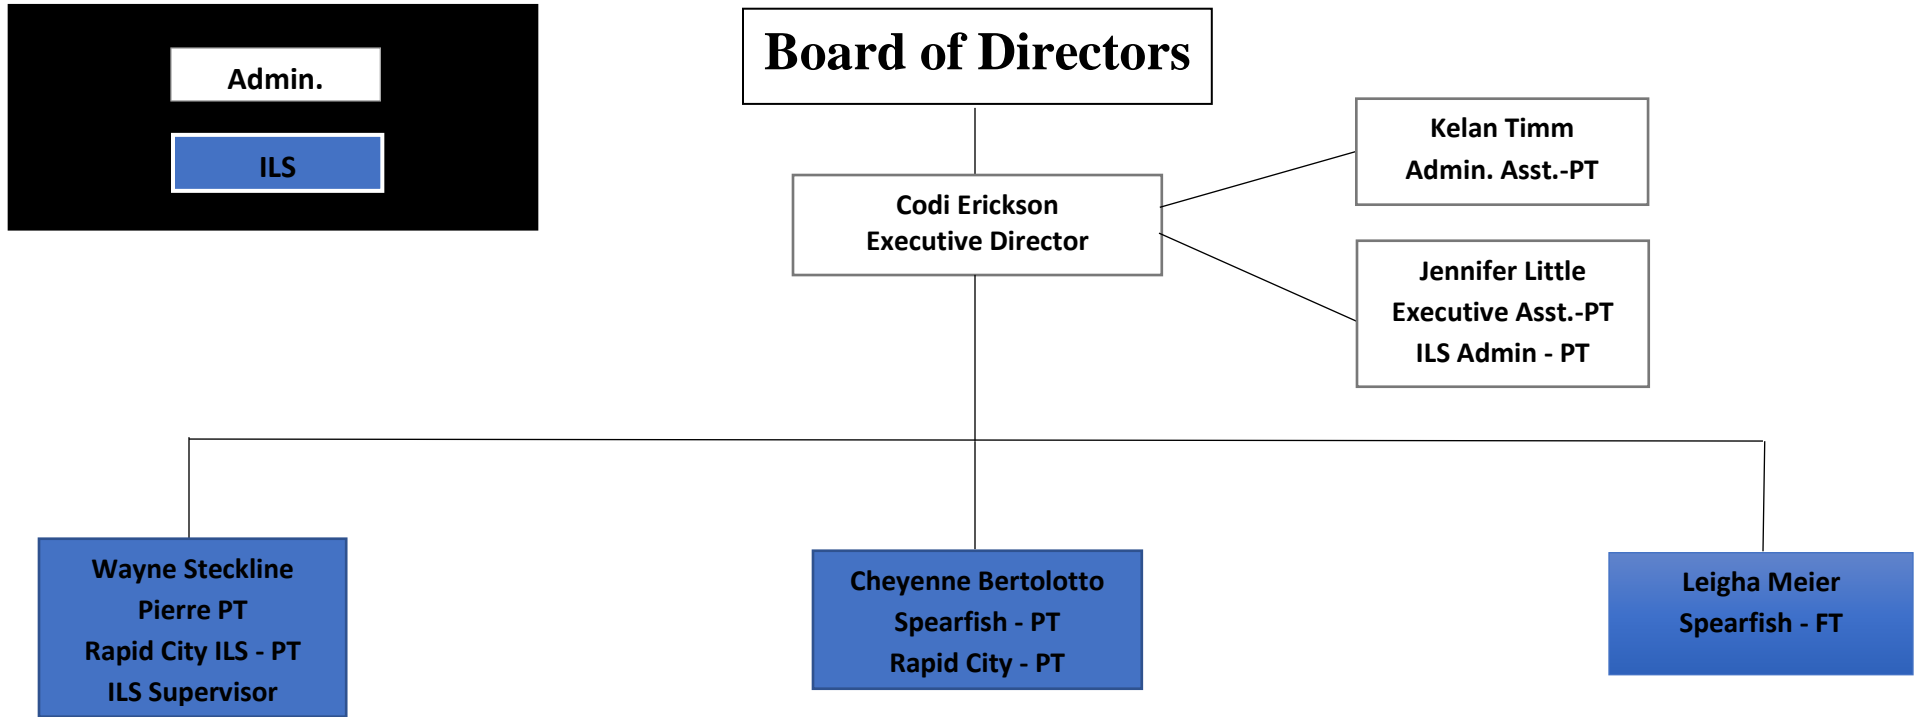 Admin.
ILS
Board of Directors
Codi Erickson
Executive Director
Kelan Timm
Admin. Asst.-PT
Jennifer Little
Executive Asst.-PT
ILS Admin - PT
Wayne Steckline
Pierre PT
Rapid City ILS - PT
ILS Supervisor
Cheyenne Bertolotto
Spearfish - PT
Rapid City - PT
Leigha Meier
Spearfish - FT